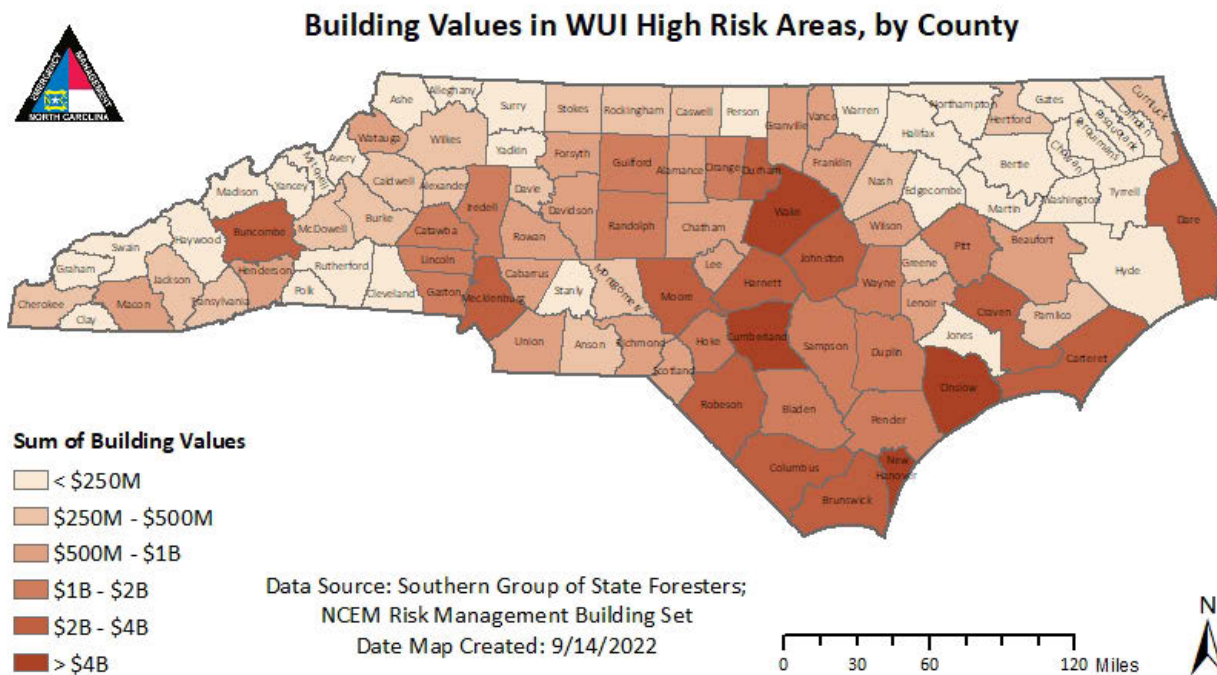 Building Values in WUI High Risk Areas, by County
EMERGENCY
MANAGEMENT
NORTH CAROLINA
Ashe
Alleghany
Surry
Stokes
Rockingham
Caswell
Person
Granville
Vance
Warren
Northampton
Gates
Currituck
Camden
Pasquotank
Perquimans
Chowan
Hertford
Halifax
Bertie
Watauga
Wilkes
Yadkin
Forsyth
Guilford
Alamance
Orange
Durham
Franklin
Nash
Edgecombe
Martin
Washington
Tyrrell
Dare
Mitchell
Avery
Caldwell
Alexander
Davie
Iredell
Davidson
Randolph
Chatham
Wake
Wilson
Madison
Yancey
Burke
McDowell
Catawba
Rowan
Johnston
Greene
Pitt
Beaufort
Hyde
Swain
Haywood
Buncombe
Rutherford
Lincoln
Cabarrus
Lee
Harnett
Wayne
Lenoir
Craven
Pamlico
Graham
Jackson
Henderson
Polk
Cleveland
Gaston
Mecklenburg
Stanly
Montgomery
Moore
Cherokee
Macon
Transylvania
Clay
Union
Anson
Richmond
Hoke
Cumberland
Sampson
Duplin
Jones
Carteret
Scotland
Onslow
Robeson
Bladen
Pender
Columbus
New
Hanover
Brunswick
Sum of Building Values
< $250M
$250M - $500M
$500M - $1B
$1B - $2B
$2B - $4B
> $4B
Data Source: Southern Group of State Foresters;
NCEM Risk Management Building Set
Date Map Created: 9/14/2022
N
0 30 60 120 Miles